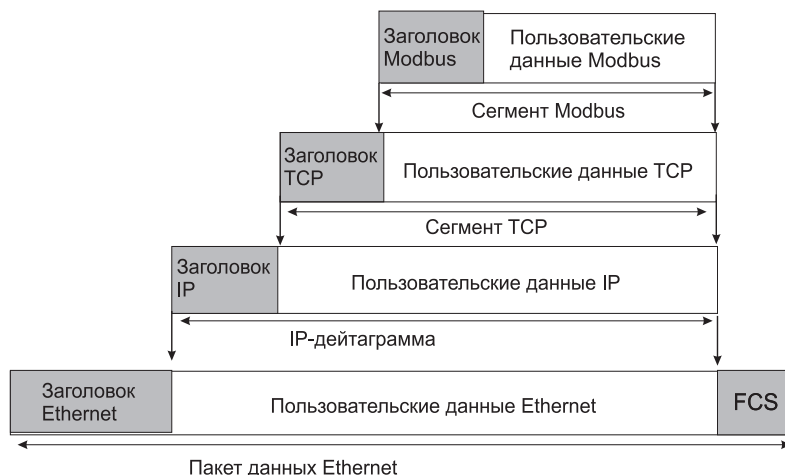 Заголовок
Modbus
Пользовательские
данные Modbus
Сегмент Modbus
Заголовок
TCP
Пользовательские данные TCP
Сегмент TCP
Заголовок
IP
Пользовательские данные IP
IP-дейтаграмма
Заголовок
Ethernet
Пользовательские данные Ethernet
FCS
Пакет данных Ethernet